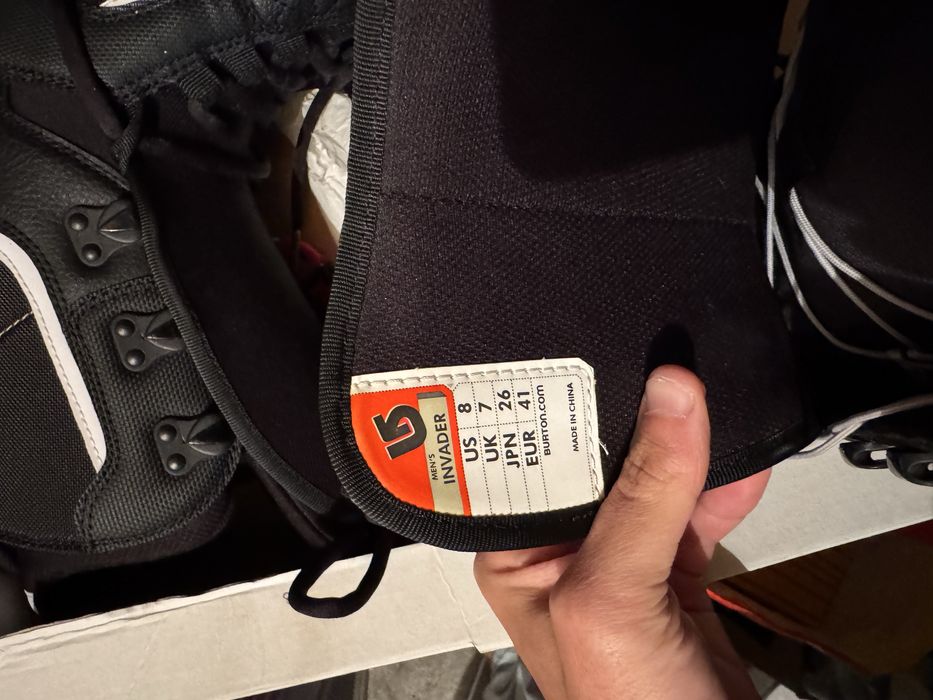 MEN'S
INVADER
US 8
UK 7
JPN 26
EUR 41
BURTON.com
MADE IN CHINA